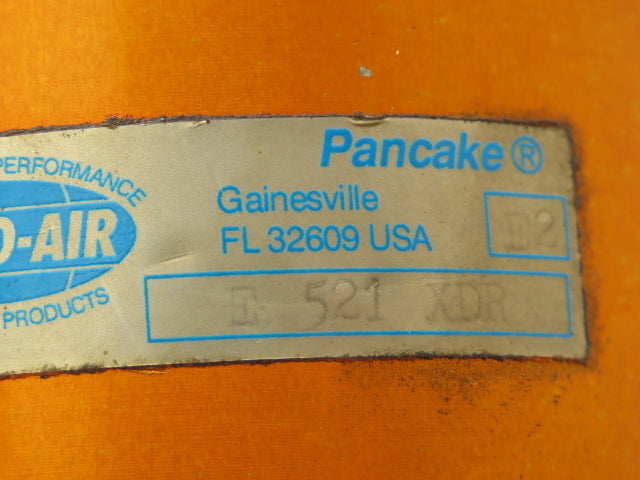 PERFORMANCE
-AIR
PRODUCTS
Pancake®
Gainesville
FL 32609 USA
E2
E 521 XDR